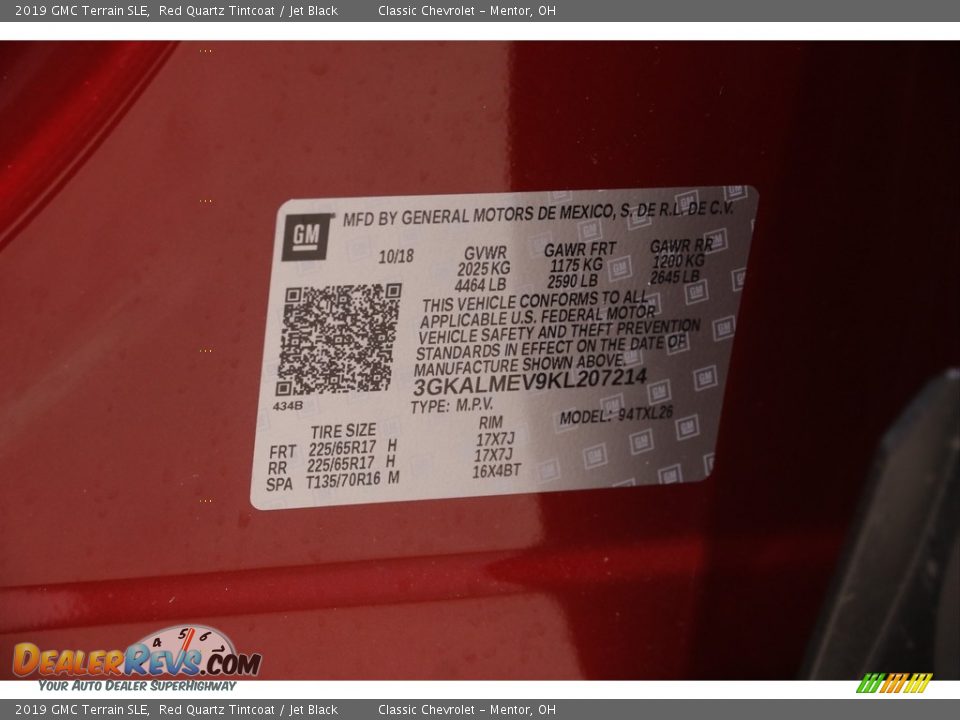 2019 GMC Terrain SLE, Red Quartz Tintcoat / Jet Black Classic Chevrolet - Mentor, OH
GM MFD BY GENERAL MOTORS DE MEXICO, S. DE R.L. DE C.V.
10/18 GVWR GAWR FRT GAWR RR
2025 KG 1175 KG 1200 KG
4464 LB 2590 LB 2645 LB
THIS VEHICLE CONFORMS TO ALL
APPLICABLE U.S. FEDERAL MOTOR
VEHICLE SAFETY AND THEFT PREVENTION
STANDARDS IN EFFECT ON THE DATE OF
MANUFACTURE SHOWN ABOVE.
3GKALMEV9KL207214
434B
TYPE: M.P.V. MODEL: 94TXL26
TIRE SIZE RIM
FRT 225/65R17 H 17X7J
RR 225/65R17 H 17X7J
SPA T135/70R16 M 16X4BT
4 5 6
DEALERREVS.COM
YOUR AUTO DEALER SUPERHIGHWAY
2019 GMC Terrain SLE, Red Quartz Tintcoat / Jet Black Classic Chevrolet - Mentor, OH